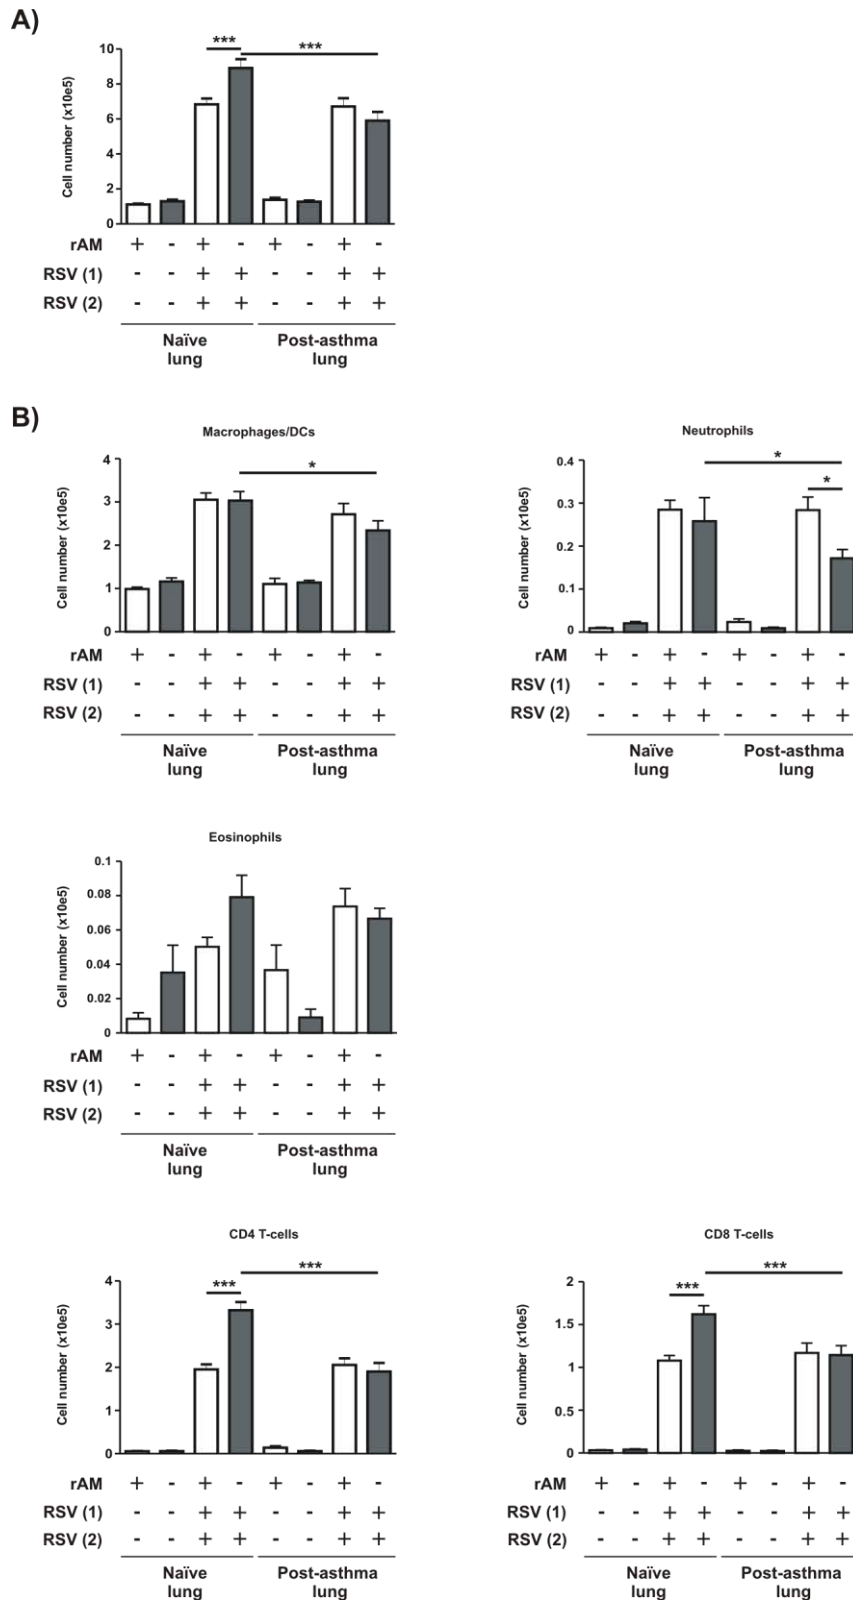 A)
*** ***
10
8
6
4
2
0
Cell number (x10e5)
rAM + - + - + - + -
RSV (1) - - + + - - + +
RSV (2) - - + + - - + +
Naïve lung Post-asthma lung
B)
Macrophages/DCs
*
4
3
2
1
0
Cell number (x10e5)
rAM + - + - + - + -
RSV (1) - - + + - - + +
RSV (2) - - + + - - + +
Naïve lung Post-asthma lung
Neutrophils
*
*
0.4
0.3
0.2
0.1
0
Cell number (x10e5)
rAM + - + - + - + -
RSV (1) - - + + - - + +
RSV (2) - - + + - - + +
Naïve lung Post-asthma lung
Eosinophils
0.1
0.08
0.06
0.04
0.02
0
Cell number (x10e5)
rAM + - + - + - + -
RSV (1) - - + + - - + +
RSV (2) - - + + - - + +
Naïve lung Post-asthma lung
CD4 T-cells
*** ***
4
3
2
1
0
Cell number (x10e5)
rAM + - + - + - + -
RSV (1) - - + + - - + +
RSV (2) - - + + - - + +
Naïve lung Post-asthma lung
CD8 T-cells
*** ***
2
1.5
1
0.5
0
Cell number (x10e5)
rAM + - + - + - + -
RSV (1) - - + + - - + +
RSV (2) - - + + - - + +
Naïve lung Post-asthma lung